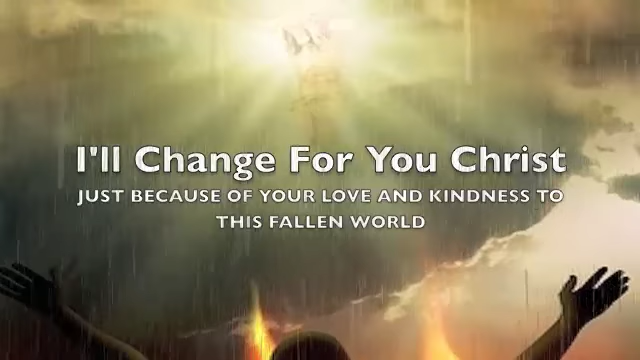 I'll Change For You Christ
JUST BECAUSE OF YOUR LOVE AND KINDNESS TO
THIS FALLEN WORLD